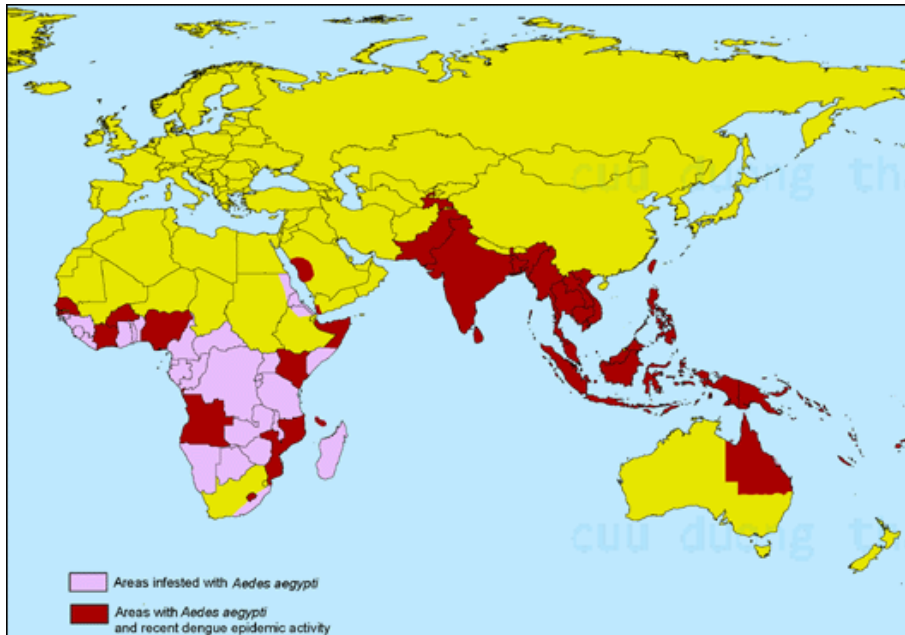 cuu duong th
cuu duong th
Areas infested with Aedes aegypti
Areas with Aedes aegypti
and recent dengue epidemic activity